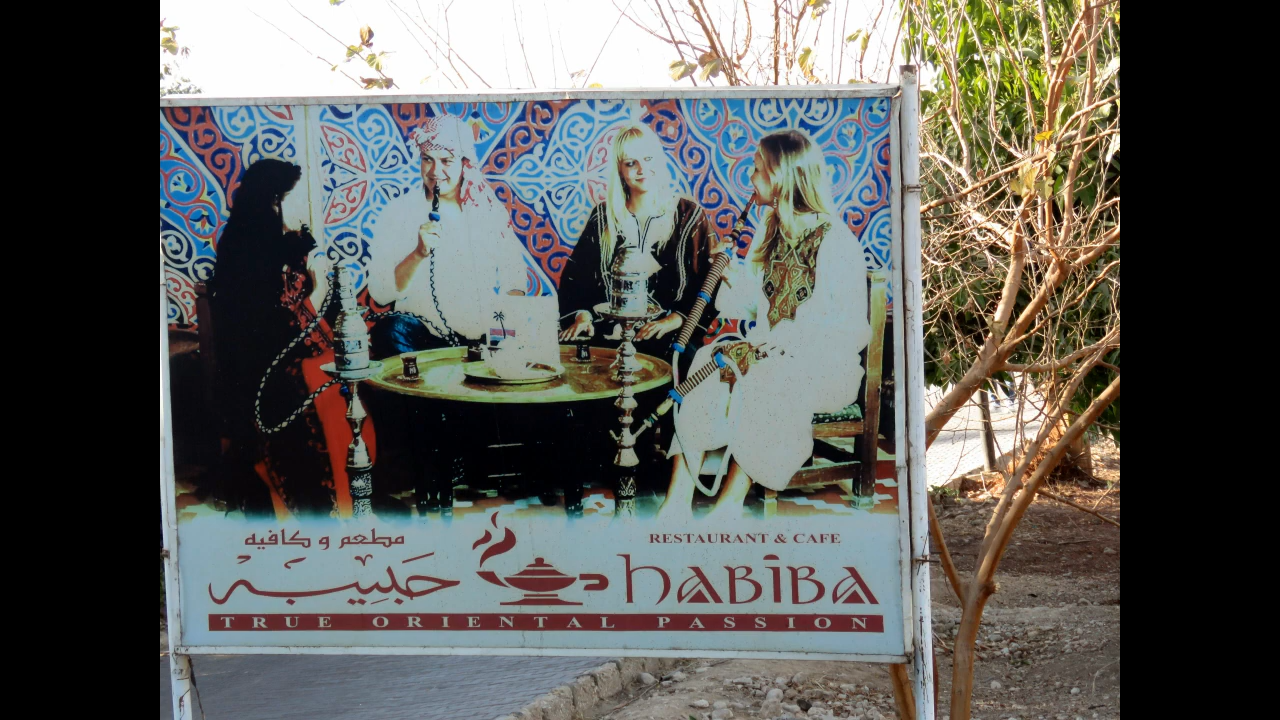 مطعم و كافيه
حبيبة
RESTAURANT & CAFE
HABIBA
TRUE ORIENTAL PASSION